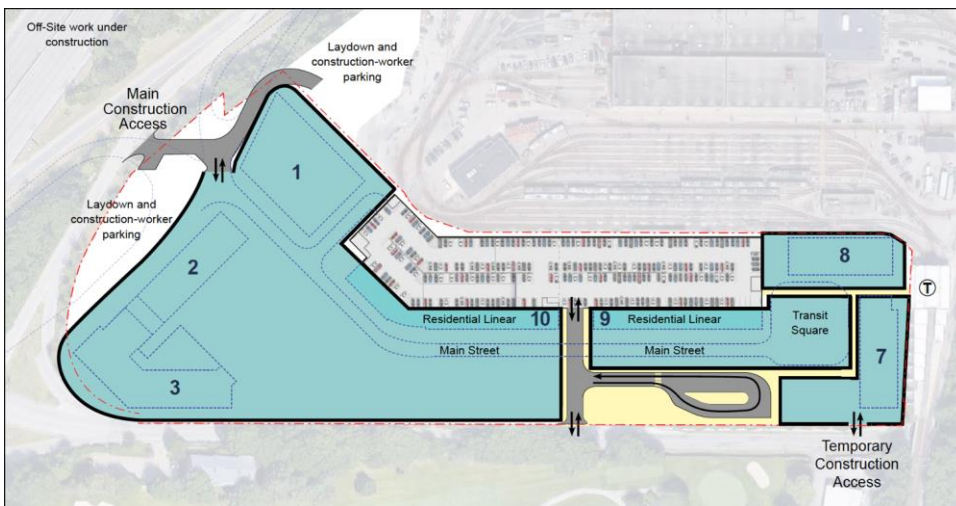 Off-Site work under
construction
Laydown and
construction-worker
parking
Main
Construction
Access
1
Laydown and
construction-worker
parking
2
8
T
Residential Linear
10
9
Residential Linear
Transit
Square
Main Street
Main Street
7
3
Temporary
Construction
Access